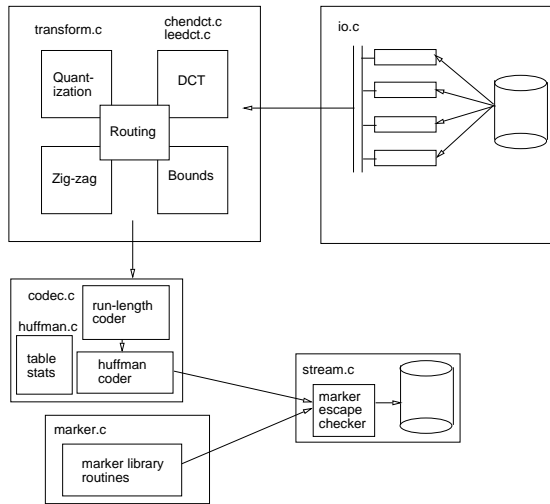 transform.c
chendct.c
leedct.c
Quant-
ization
DCT
Routing
Zig-zag
Bounds
io.c
codec.c
run-length
coder
huffman.c
table
stats
huffman
coder
stream.c
marker
escape
checker
marker.c
marker library
routines